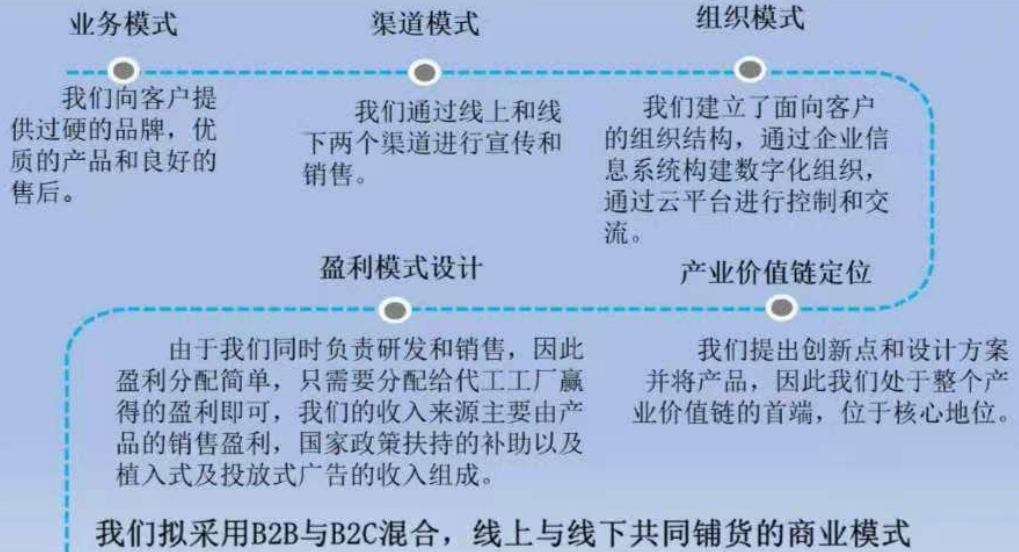 业务模式
渠道模式
组织模式
我们向客户提
供过硬的品牌，优
质的产品和良好的
售后。
我们通过线上和线
下两个渠道进行宣传和
销售。
我们建立了面向客户
的组织结构，通过企业信
息系统构建数字化组织，
通过云平台进行控制和交
流。
盈利模式设计
产业价值链定位
由于我们同时负责研发和销售，因此
盈利分配简单，只需要分配给代工工厂赢
得的盈利即可，我们的收入来源主要由产
品的销售盈利，国家政策扶持的补助以及
植入式及投放式广告的收入组成。
我们提出创新点和设计方案
并将产品，因此我们处于整个产
业价值链的首端，位于核心地位。
我们拟采用B2B与B2C混合，线上与线下共同铺货的商业模式